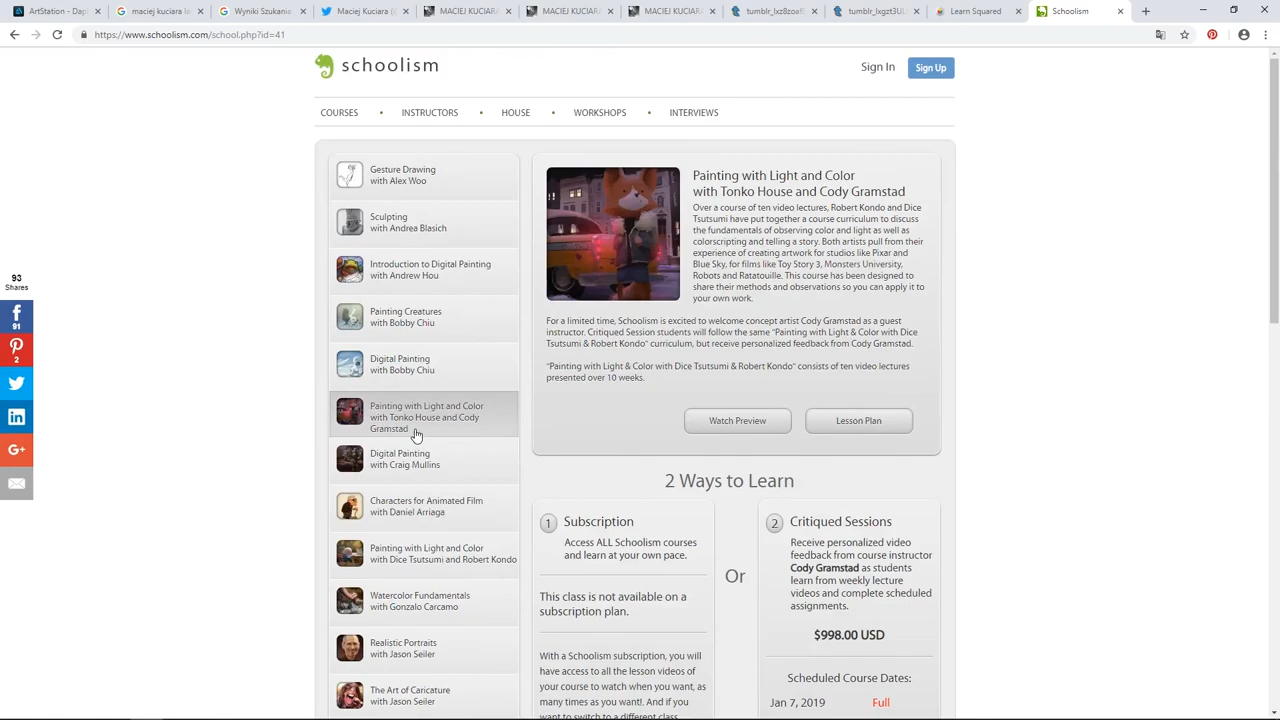 ArtStation - Dap
maciej kuciara le
Wyniki Szukania
Maciej Kuciara (@
MACIEJ KUCIARA
MACIEJ KUCIARA
MACIEJ KUCIARA
Learn Squared
Schoolism
https://www.schoolism.com/school.php?id=41
schoolism
Sign In
Sign Up
COURSES • INSTRUCTORS • HOUSE • WORKSHOPS • INTERVIEWS
93
Shares
91
2
G+
Gesture Drawing
with Alex Woo
Sculpting
with Andrea Blasich
Introduction to Digital Painting
with Andrew Hou
Painting Creatures
with Bobby Chiu
Digital Painting
with Bobby Chiu
Painting with Light and Color
with Tonko House and Cody
Gramstad
Digital Painting
with Craig Mullins
Characters for Animated Film
with Daniel Arriaga
Painting with Light and Color
with Dice Tsutsumi and Robert Kondo
Watercolor Fundamentals
with Gonzalo Carcamo
Realistic Portraits
with Jason Seiler
The Art of Caricature
with Jason Seiler
Painting with Light and Color
with Tonko House and Cody Gramstad
Over a course of ten video lectures, Robert Kondo and Dice
Tsutsumi have put together a course curriculum to discuss
the fundamentals of observing color and light as well as
colorscripting and telling a story. Both artists pull from their
experience of creating artwork for studios like Pixar and
Blue Sky, for films like Toy Story 3, Monsters University,
Robots and Ratatouille. This course has been designed to
share their methods and observations so you can apply it to
your own work.
For a limited time, Schoolism is excited to welcome concept artist Cody Gramstad as a guest
instructor. Critiqued Session students will follow the same "Painting with Light & Color with Dice
Tsutsumi & Robert Kondo" curriculum, but receive personalized feedback from Cody Gramstad.
"Painting with Light & Color with Dice Tsutsumi & Robert Kondo" consists of ten video lectures
presented over 10 weeks.
Watch Preview
Lesson Plan
2 Ways to Learn
1 Subscription
Access ALL Schoolism courses
and learn at your own pace.
This class is not available on a
subscription plan.
With a Schoolism subscription, you will
have access to all the lesson videos of
your course to watch when you want, as
many times as you want!. And if you
want to switch to a different class
Or
2 Critiqued Sessions
Receive personalized video
feedback from course instructor
Cody Gramstad as students
learn from weekly lecture
videos and complete scheduled
assignments.
$998.00 USD
Scheduled Course Dates:
Jan 7, 2019 Full